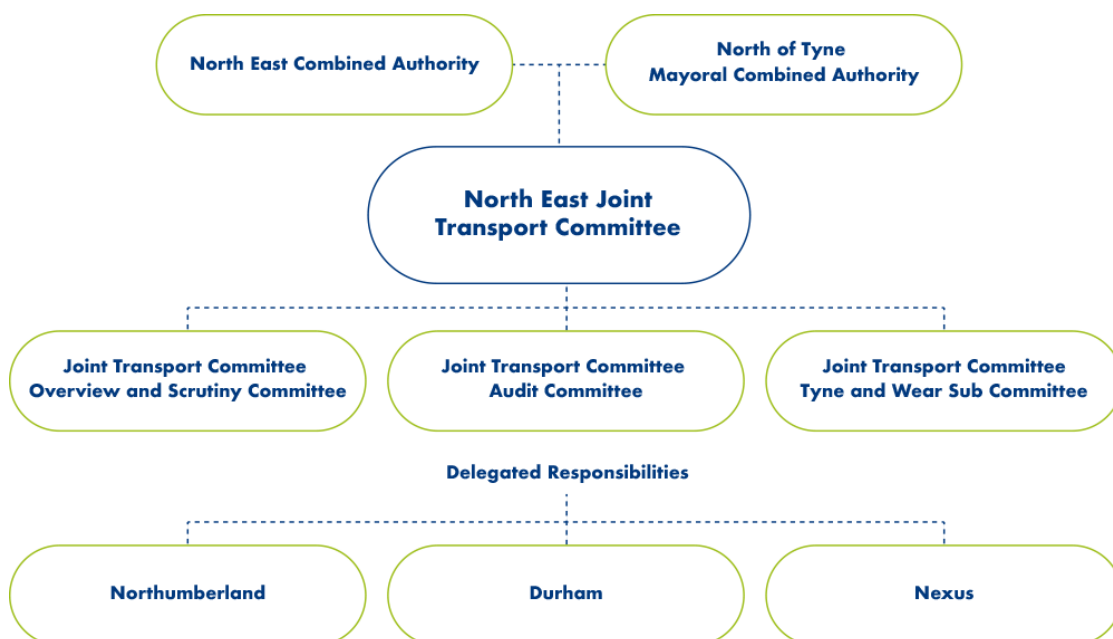 North East Combined Authority
North of Tyne
Mayoral Combined Authority
North East Joint
Transport Committee
Joint Transport Committee
Overview and Scrutiny Committee
Joint Transport Committee
Audit Committee
Joint Transport Committee
Tyne and Wear Sub Committee
Delegated Responsibilities
Northumberland
Durham
Nexus